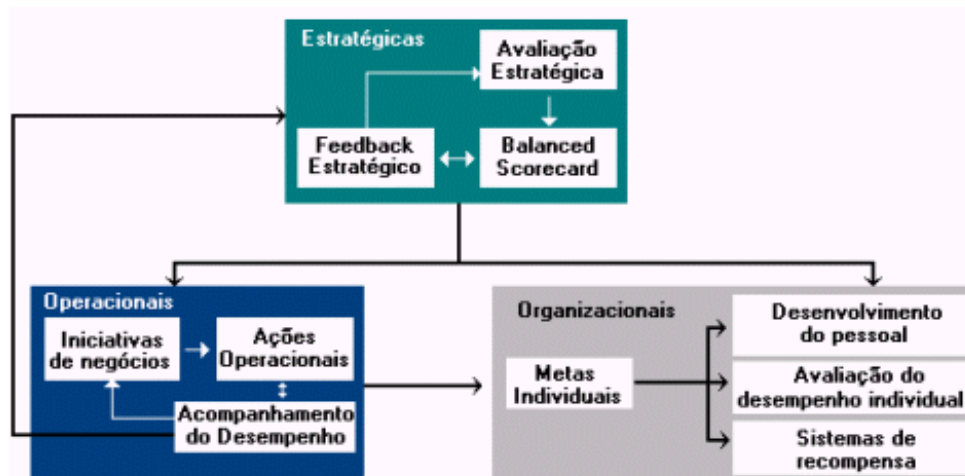 Estratégicas
Avaliação
Estratégica
Feedback
Estratégico
Balanced
Scorecard
Operacionais
Iniciativas
de negócios
Ações
Operacionais
Acompanhamento
do Desempenho
Organizacionais
Metas
Individuais
Desenvolvimento
do pessoal
Avaliação do
desempenho individual
Sistemas de
recompensa